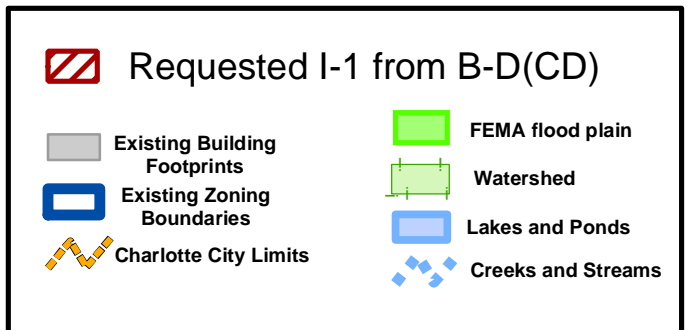 Requested I-1 from B-D(CD)
Existing Building
Footprints
Existing Zoning
Boundaries
Charlotte City Limits
FEMA flood plain
Watershed
Lakes and Ponds
Creeks and Streams